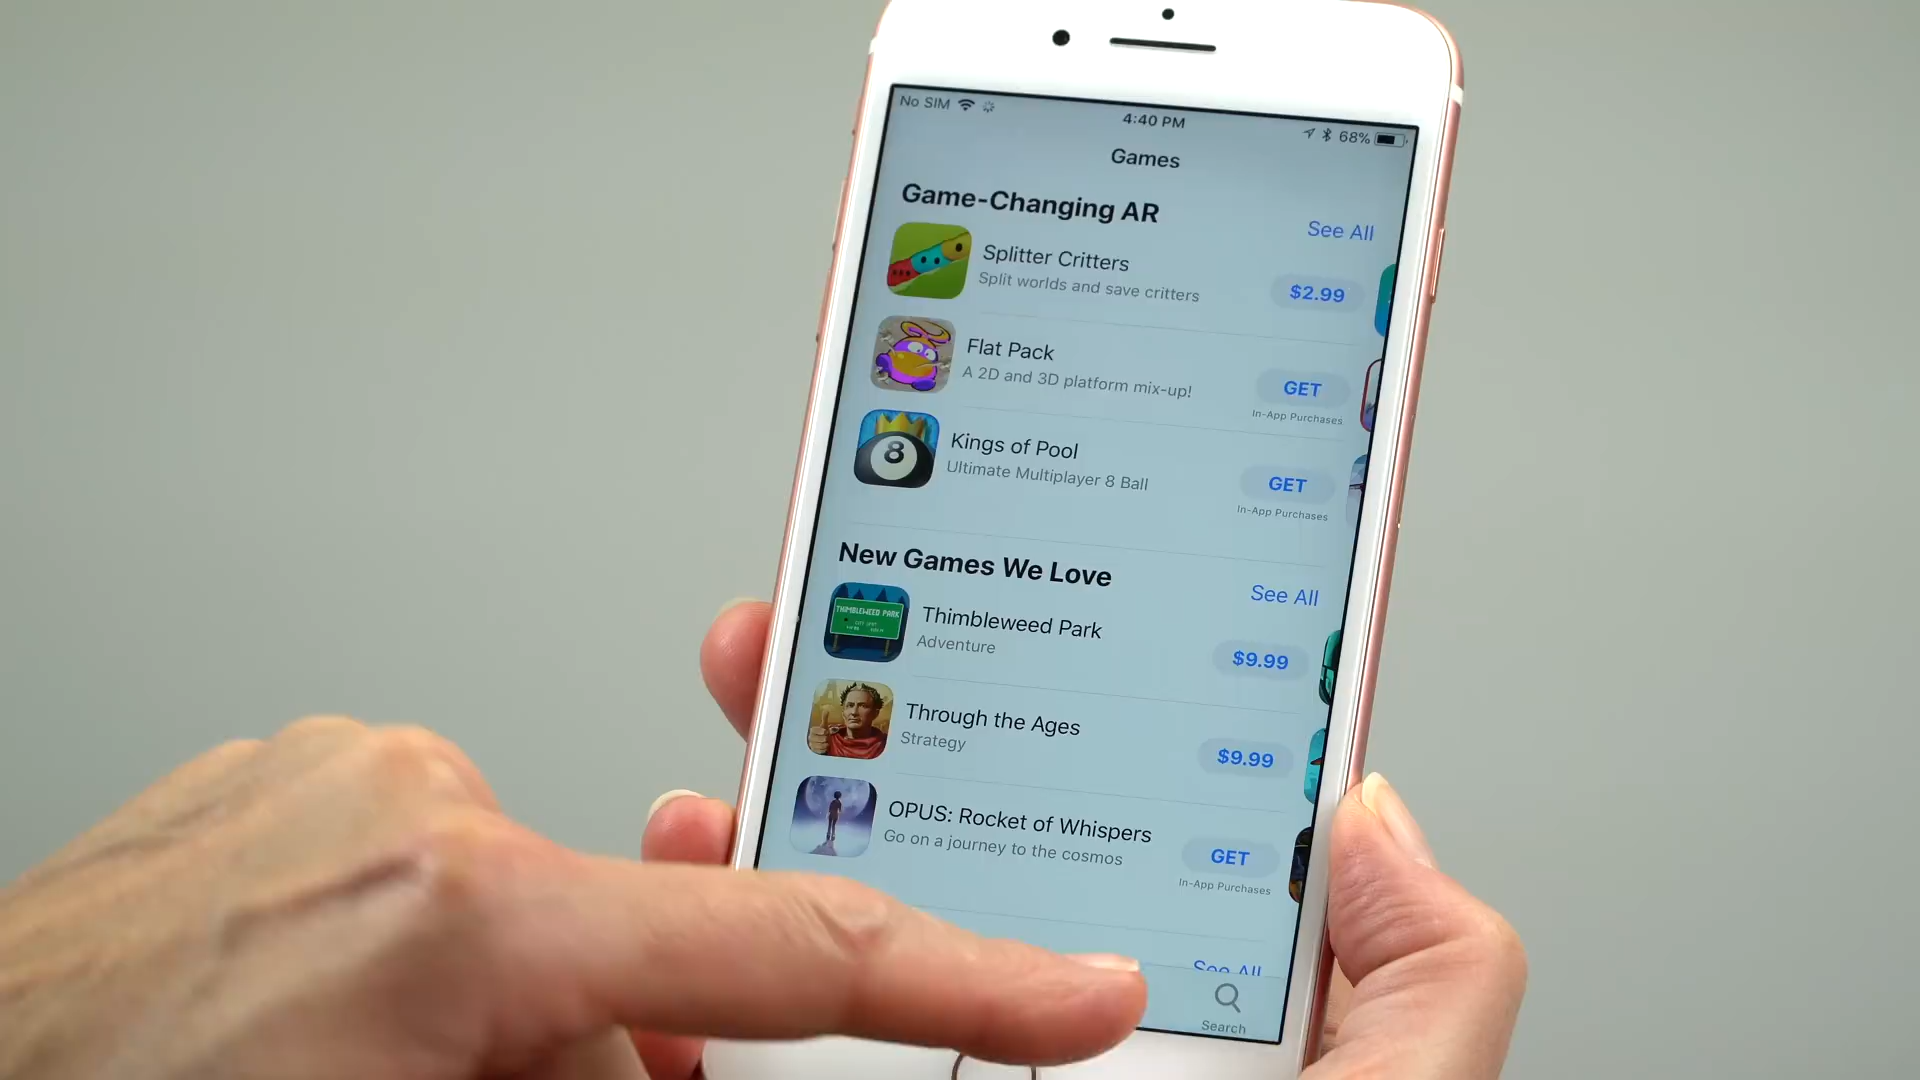 No SIM
4:40 PM
68%
Games
Game-Changing AR
See All
Splitter Critters
Split worlds and save critters
$2.99
Flat Pack
A 2D and 3D platform mix-up!
GET
In-App Purchases
8
Kings of Pool
Ultimate Multiplayer 8 Ball
GET
In-App Purchases
New Games We Love
See All
THIMBLEWEED PARK
Thimbleweed Park
Adventure
$9.99
Through the Ages
Strategy
$9.99
OPUS: Rocket of Whispers
Go on a journey to the cosmos
GET
In-App Purchases
See All
Search